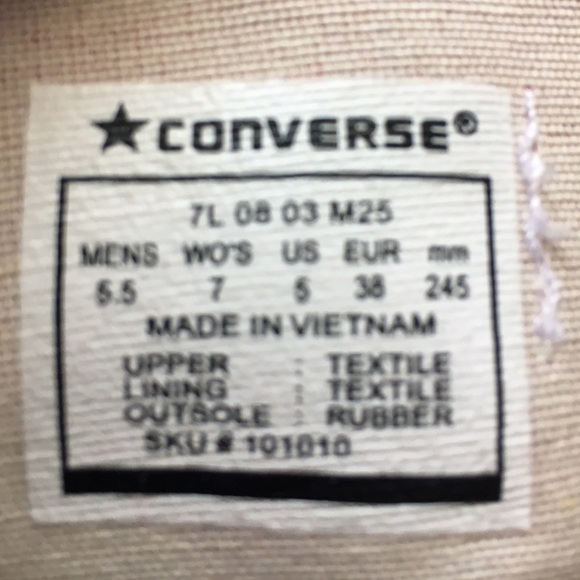 ★CONVERSE®
7L 08 03 M25
MENS WO'S US EUR mm
5.5 7 5 38 245
MADE IN VIETNAM
UPPER : TEXTILE
LINING : TEXTILE
OUTSOLE : RUBBER
SKU # 101010